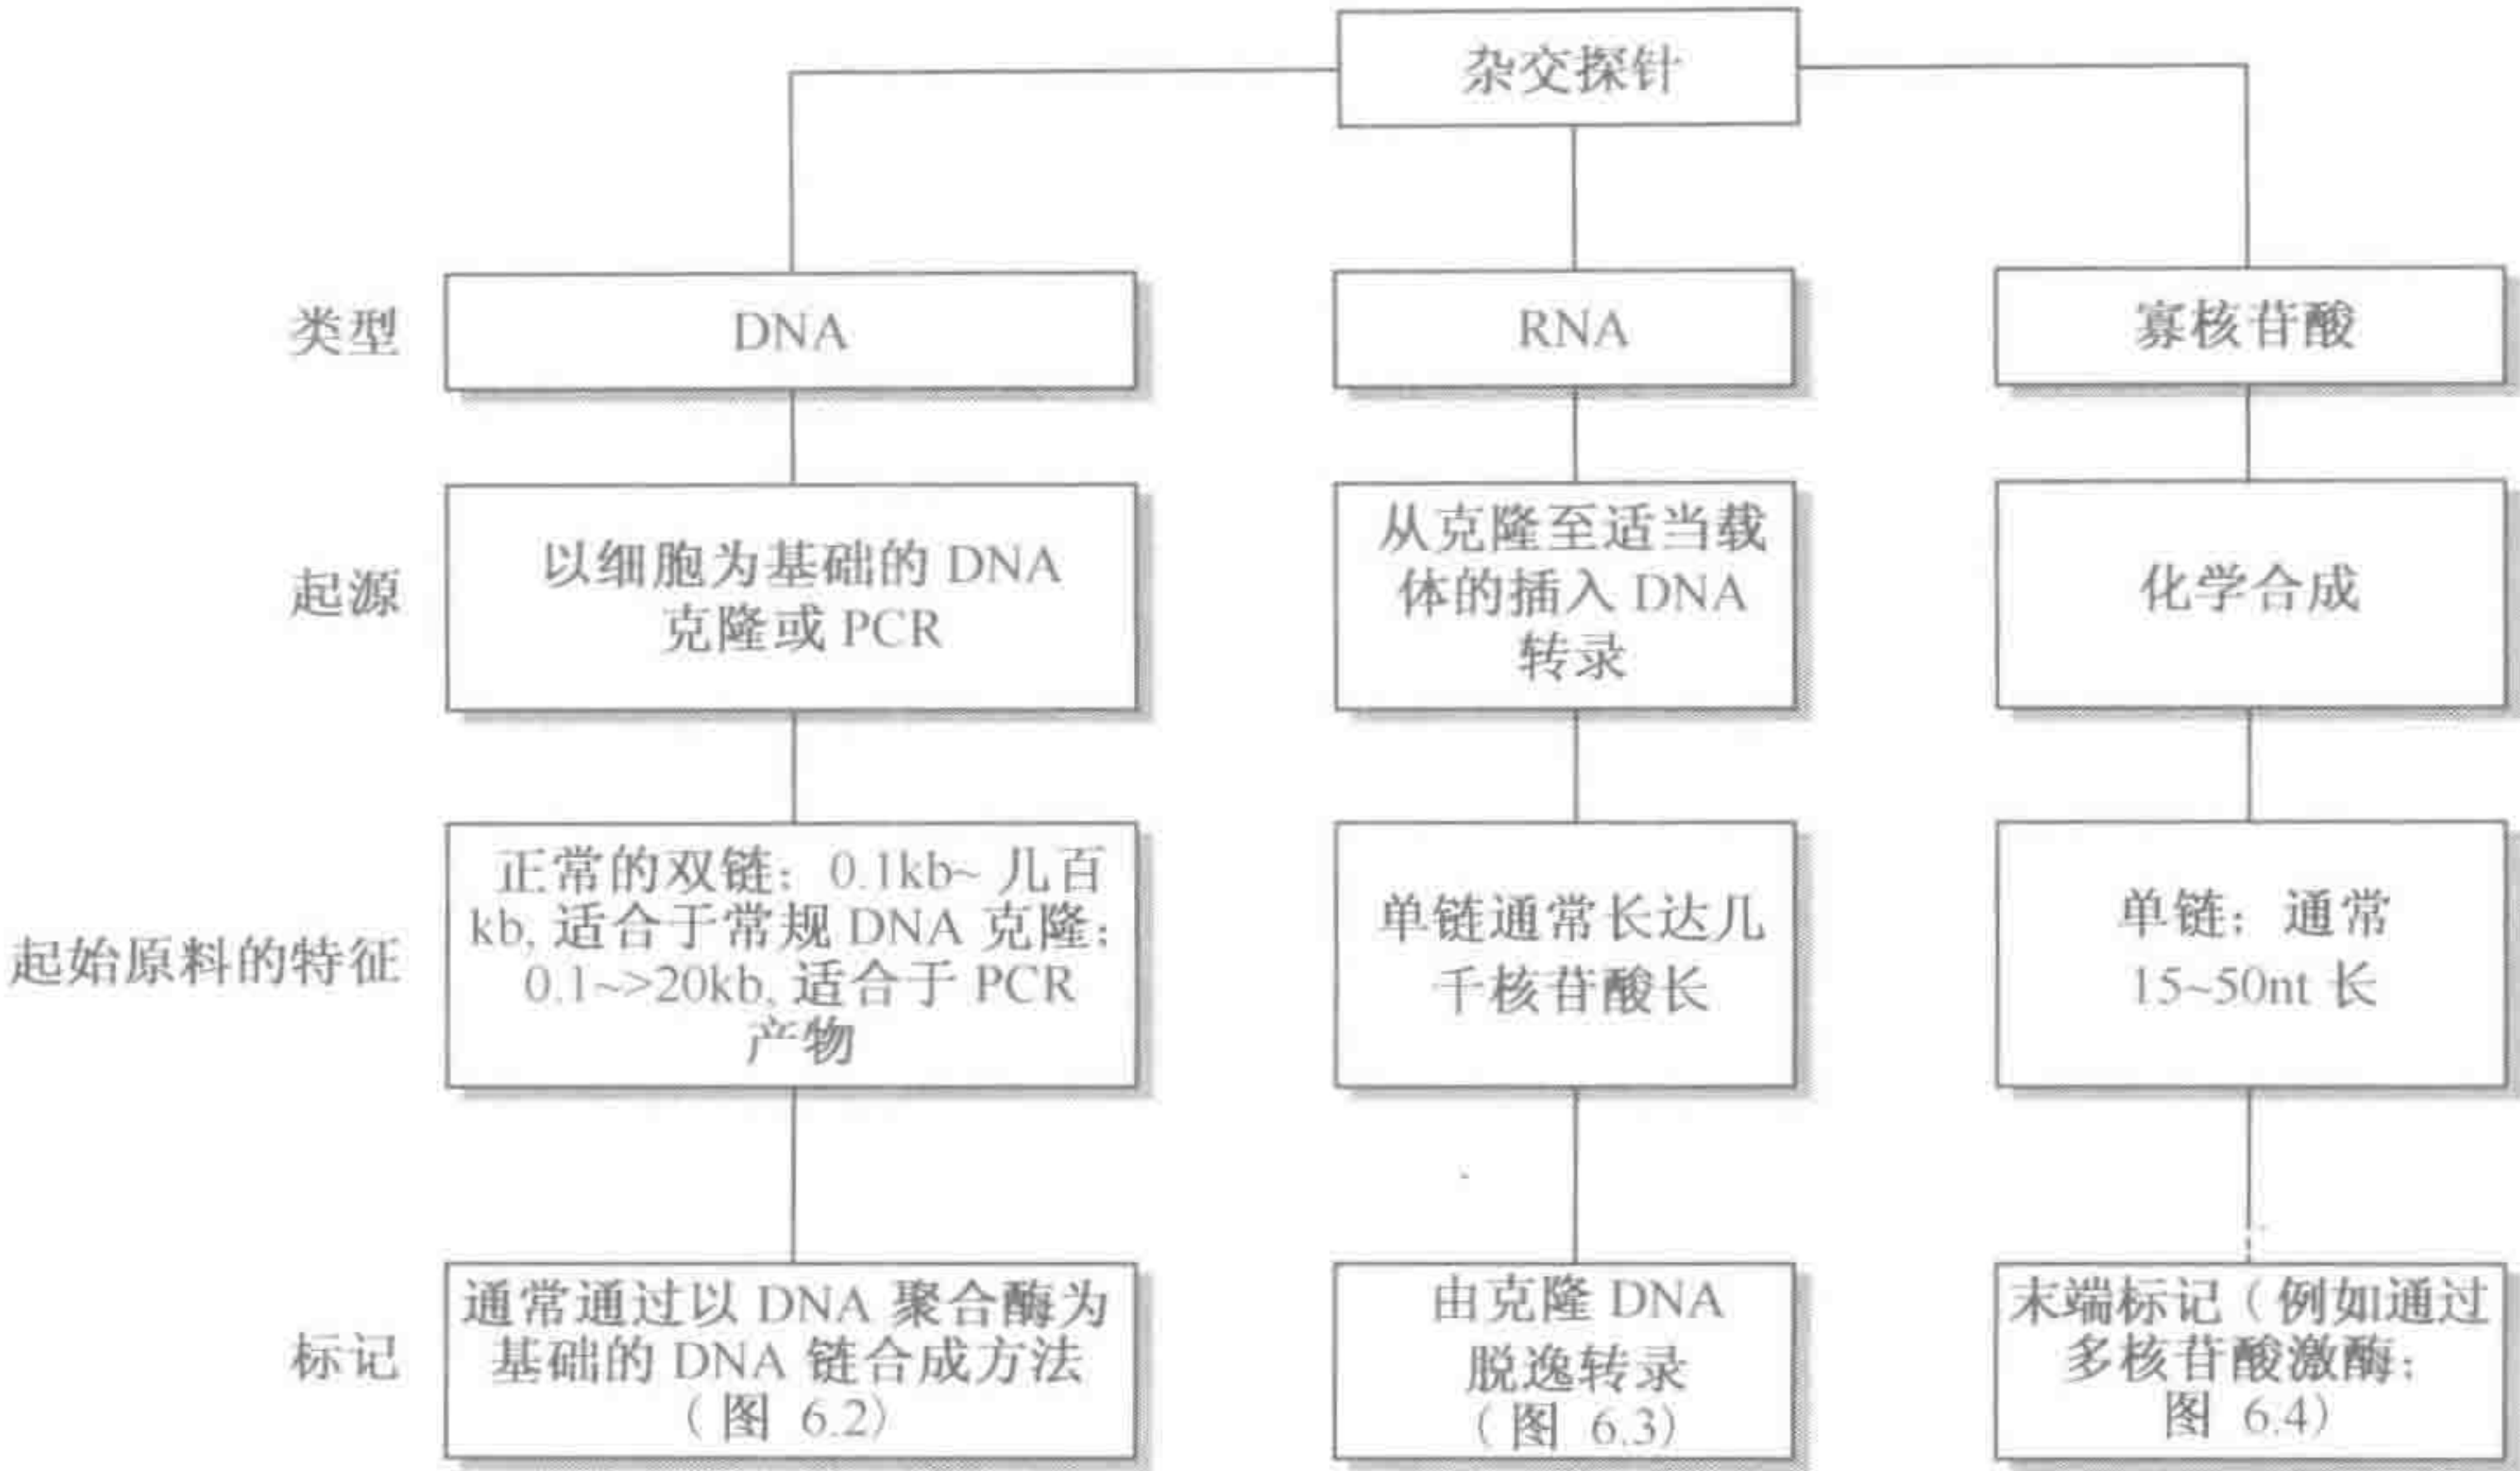 杂交探针
类型
DNA
RNA
寡核苷酸
起源
以细胞为基础的 DNA
克隆或 PCR
从克隆至适当载
体的插入 DNA
转录
化学合成
起始原料的特征
正常的双链；0.1kb~ 几百
kb, 适合于常规 DNA 克隆；
0.1~>20kb, 适合于 PCR
产物
单链通常长达几
千核苷酸长
单链；通常
15~50nt 长
标记
通常通过以 DNA 聚合酶为
基础的 DNA 链合成方法
（图 6.2）
由克隆 DNA
脱逸转录
（图 6.3）
末端标记（例如通过
多核苷酸激酶；
图 6.4）